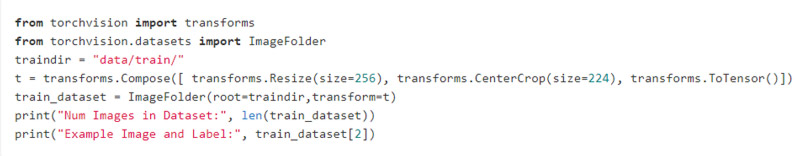 from torchvision import transforms
from torchvision.datasets import ImageFolder
traindir = "data/train/"
t = transforms.Compose([ transforms.Resize(size=256), transforms.CenterCrop(size=224), transforms.ToTensor()])
train_dataset = ImageFolder(root=traindir,transform=t)
print("Num Images in Dataset:", len(train_dataset))
print("Example Image and Label:", train_dataset[2])